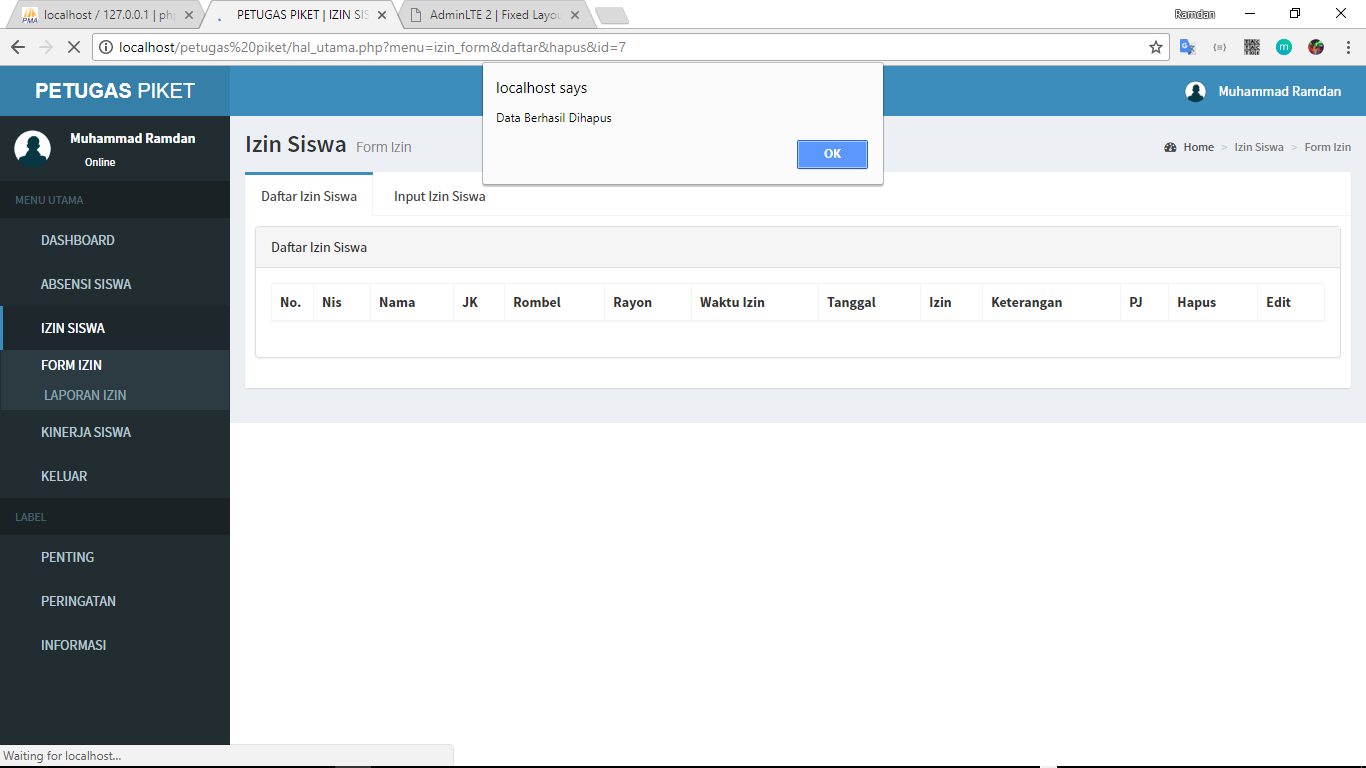 localhost / 127.0.0.1 | ph
PETUGAS PIKET | IZIN SIS
AdminLTE 2 | Fixed Layou
Ramdan
localhost/petugas%20piket/hal_utama.php?menu=izin_form&daftar&hapus&id=7
PETUGAS PIKET
localhost says
Data Berhasil Dihapus
OK
Muhammad Ramdan
Muhammad Ramdan
Online
Izin Siswa Form Izin
Home > Izin Siswa > Form Izin
MENU UTAMA
DASHBOARD
ABSENSI SISWA
IZIN SISWA
FORM IZIN
LAPORAN IZIN
KINERJA SISWA
KELUAR
LABEL
PENTING
PERINGATAN
INFORMASI
Daftar Izin Siswa Input Izin Siswa
Daftar Izin Siswa
No. Nis Nama JK Rombel Rayon Waktu Izin Tanggal Izin Keterangan PJ Hapus Edit
Waiting for localhost...